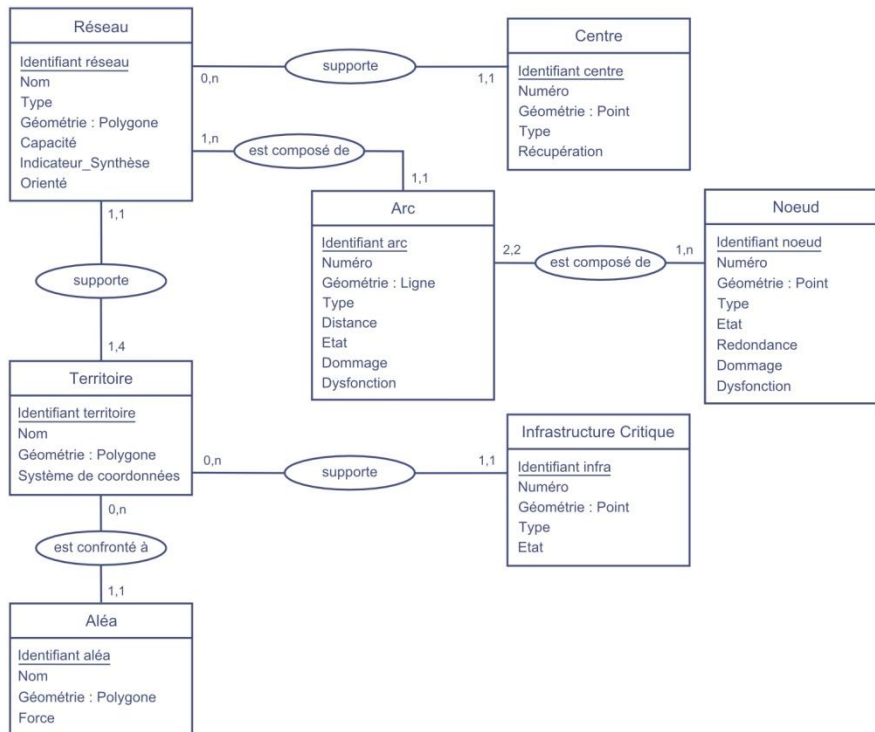 Réseau
Identifiant réseau
Nom
Type
Géométrie : Polygone
Capacité
Indicateur_Synthèse
Orienté
0,n
supporte
1,1
Centre
Identifiant centre
Numéro
Géométrie : Point
Type
Récupération
1,n
est composé de
1,1
Arc
Identifiant arc
Numéro
Géométrie : Ligne
Type
Distance
Etat
Dommage
Dysfonction
2,2
est composé de
1,n
Noeud
Identifiant noeud
Numéro
Géométrie : Point
Type
Etat
Redondance
Dommage
Dysfonction
1,1
supporte
1,4
Territoire
Identifiant territoire
Nom
Géométrie : Polygone
Système de coordonnées
0,n
supporte
1,1
Infrastructure Critique
Identifiant infra
Numéro
Géométrie : Point
Type
Etat
0,n
est confronté à
1,1
Aléa
Identifiant aléa
Nom
Géométrie : Polygone
Force